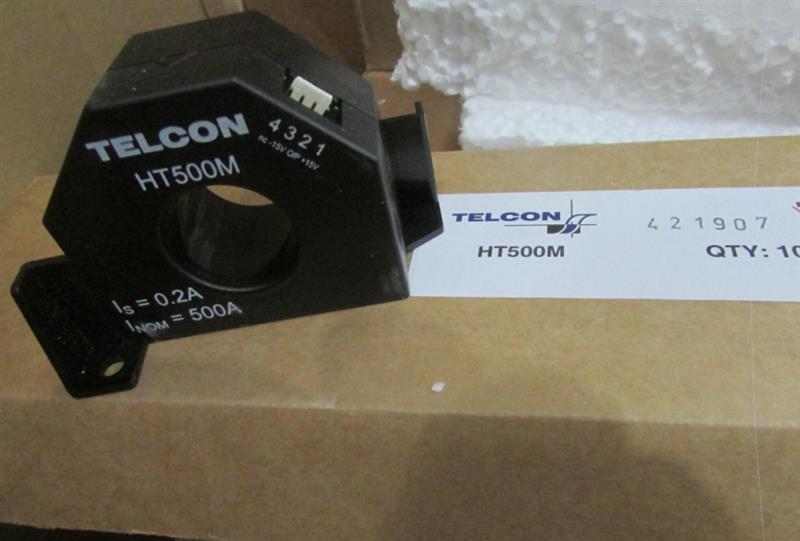 TELCON
HT500M
4 3 2 1
nc -15V O/P +15V
IS = 0.2A
INOM = 500A
TELCON
421907
HT500M
QTY: 10